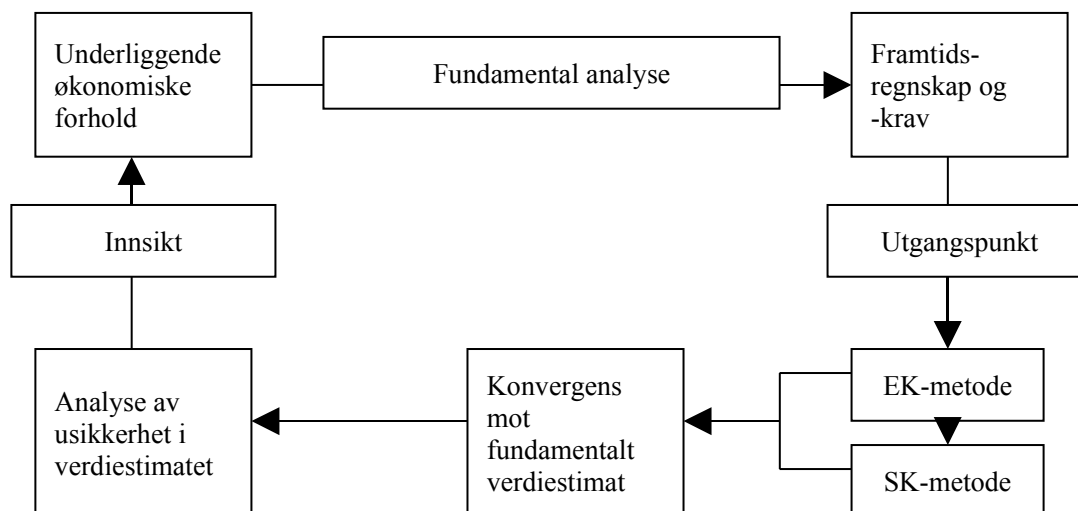 Underliggende
økonomiske
forhold
Fundamental analyse
Framtids-
regnskap og
-krav
Innsikt
Utgangspunkt
Analyse av
usikkerhet i
verdiestimatet
Konvergens
mot
fundamentalt
verdiestimat
EK-metode
SK-metode